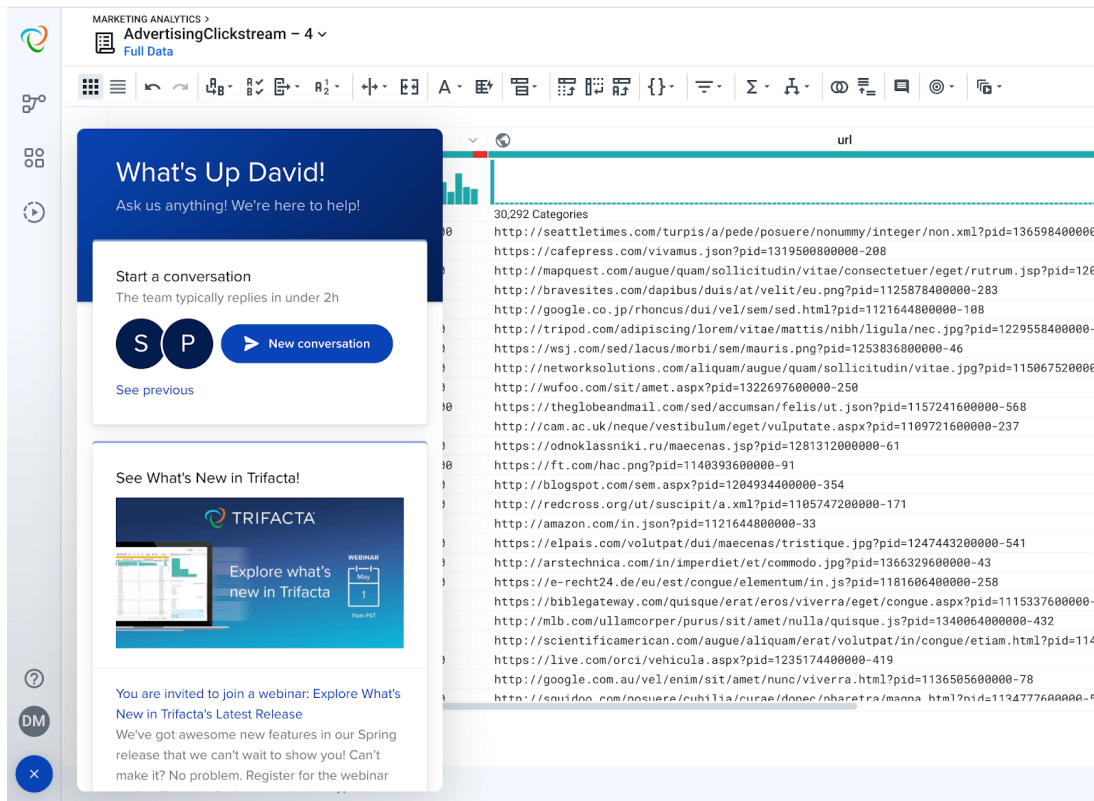 MARKETING ANALYTICS >
AdvertisingClickstream – 4
Full Data
What's Up David!
Ask us anything! We're here to help!
Start a conversation
The team typically replies in under 2h
S P New conversation
See previous
See What's New in Trifacta!
TRIFACTA
Explore what's
new in Trifacta
WEBINAR
May
1
11am PST
You are invited to join a webinar: Explore What's
New in Trifacta's Latest Release
We've got awesome new features in our Spring
release that we can't wait to show you! Can't
make it? No problem. Register for the webinar
DM
url
30,292 Categories
http://seattletimes.com/turpis/a/pede/posuere/nonummy/integer/non.xml?pid=136598400000
https://cafepress.com/vivamus.json?pid=1319500800000-208
http://mapquest.com/augue/quam/sollicitudin/vitae/consectetuer/eget/rutrum.jsp?pid=120
http://bravesites.com/dapibus/duis/at/velit/eu.png?pid=1125878400000-283
http://google.co.jp/rhoncus/dui/vel/sem/sed.html?pid=1121644800000-108
http://tripod.com/adipiscing/lorem/vitae/mattis/nibh/ligula/nec.jpg?pid=1229558400000-
https://wsj.com/sed/lacus/morbi/sem/mauris.png?pid=1253836800000-46
http://networksolutions.com/aliquam/augue/quam/sollicitudin/vitae.jpg?pid=115067520000
http://wufoo.com/sit/amet.aspx?pid=1322697600000-250
https://theglobeandmail.com/sed/accumsan/felis/ut.json?pid=1157241600000-568
http://cam.ac.uk/neque/vestibulum/eget/vulputate.aspx?pid=1109721600000-237
https://odnoklassniki.ru/maecenas.jsp?pid=1281312000000-61
https://ft.com/hac.png?pid=1140393600000-91
http://blogspot.com/sem.aspx?pid=1204934400000-354
http://redcross.org/ut/suscipit/a.xml?pid=1105747200000-171
http://amazon.com/in.json?pid=1121644800000-33
https://elpais.com/volutpat/dui/maecenas/tristique.jpg?pid=1247443200000-541
http://arstechnica.com/in/imperdiet/et/commodo.jpg?pid=1366329600000-43
https://e-recht24.de/eu/est/congue/elementum/in.js?pid=1181606400000-258
https://biblegateway.com/quisque/erat/eros/viverra/eget/congue.aspx?pid=1115337600000-
http://mlb.com/ullamcorper/purus/sit/amet/nulla/quisque.js?pid=1340064000000-432
http://scientificamerican.com/augue/aliquam/erat/volutpat/in/congue/etiam.html?pid=114
https://live.com/orci/vehicula.aspx?pid=1235174400000-419
http://google.com.au/vel/enim/sit/amet/nunc/viverra.html?pid=1136505600000-78
http://squidoo.com/posuere/cubilia/curae/donec/pharetra/magna.html?pid=1134777600000-5